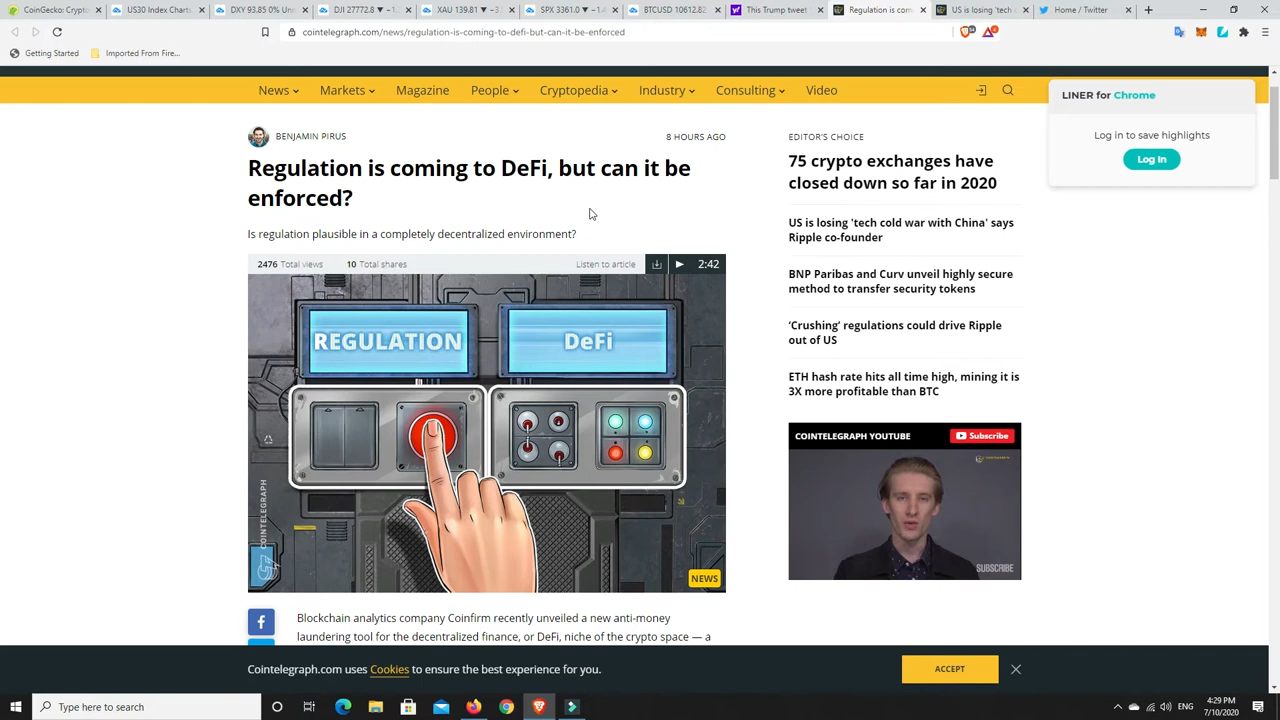 CoinGecko: Crypto
US30 Index Charts
DXY 93.85 0% Un
DJI 27772.8 ▼ −1.
XAU 139.81 ▼ −3.
SPX 3361.0 ▼ −1.4
BTCUSD 10612.82
This Trump tweet
Regulation is com
US is losing 'tech c
Home / Twitter
cointelegraph.com/news/regulation-is-coming-to-defi-but-can-it-be-enforced
Getting Started
Imported From Fire...
News
Markets
Magazine
People
Cryptopedia
Industry
Consulting
Video
LINER for Chrome
Log in to save highlights
Log In
BENJAMIN PIRUS
8 HOURS AGO
Regulation is coming to DeFi, but can it be
enforced?
Is regulation plausible in a completely decentralized environment?
2476 Total views
10 Total shares
Listen to article
2:42
REGULATION
DeFi
COINTELEGRAPH
NEWS
Blockchain analytics company Coinfirm recently unveiled a new anti-money
laundering tool for the decentralized finance, or DeFi, niche of the crypto space — a
EDITOR'S CHOICE
75 crypto exchanges have
closed down so far in 2020
US is losing 'tech cold war with China' says
Ripple co-founder
BNP Paribas and Curv unveil highly secure
method to transfer security tokens
‘Crushing’ regulations could drive Ripple
out of US
ETH hash rate hits all time high, mining it is
3X more profitable than BTC
COINTELEGRAPH YOUTUBE
Subscribe
SUBSCRIBE
Cointelegraph.com uses Cookies to ensure the best experience for you.
ACCEPT
Type here to search
ENG
4:29 PM
7/10/2020